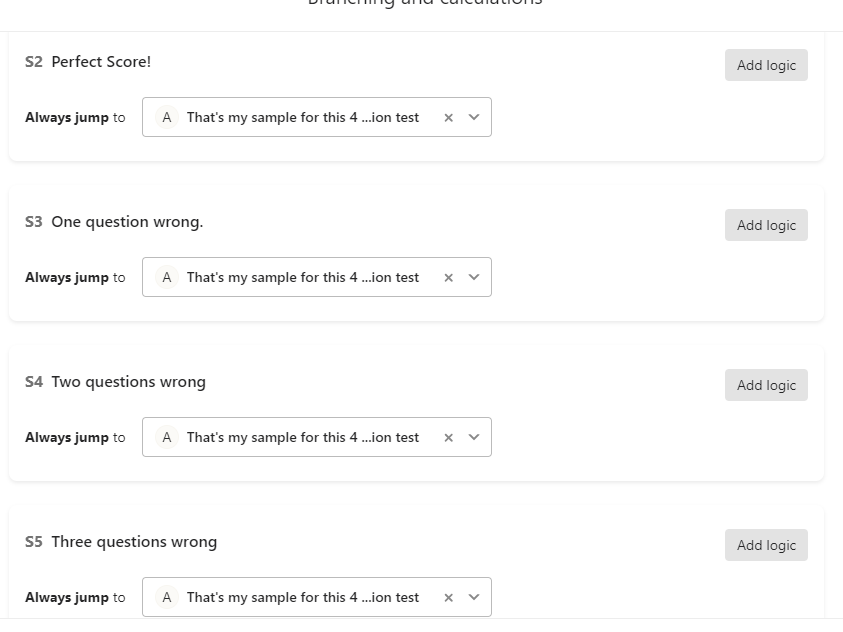 Branching and calculations
S2 Perfect Score!
Add logic
Always jump to
A That's my sample for this 4 ...ion test
S3 One question wrong.
Add logic
Always jump to
A That's my sample for this 4 ...ion test
S4 Two questions wrong
Add logic
Always jump to
A That's my sample for this 4 ...ion test
S5 Three questions wrong
Add logic
Always jump to
A That's my sample for this 4 ...ion test